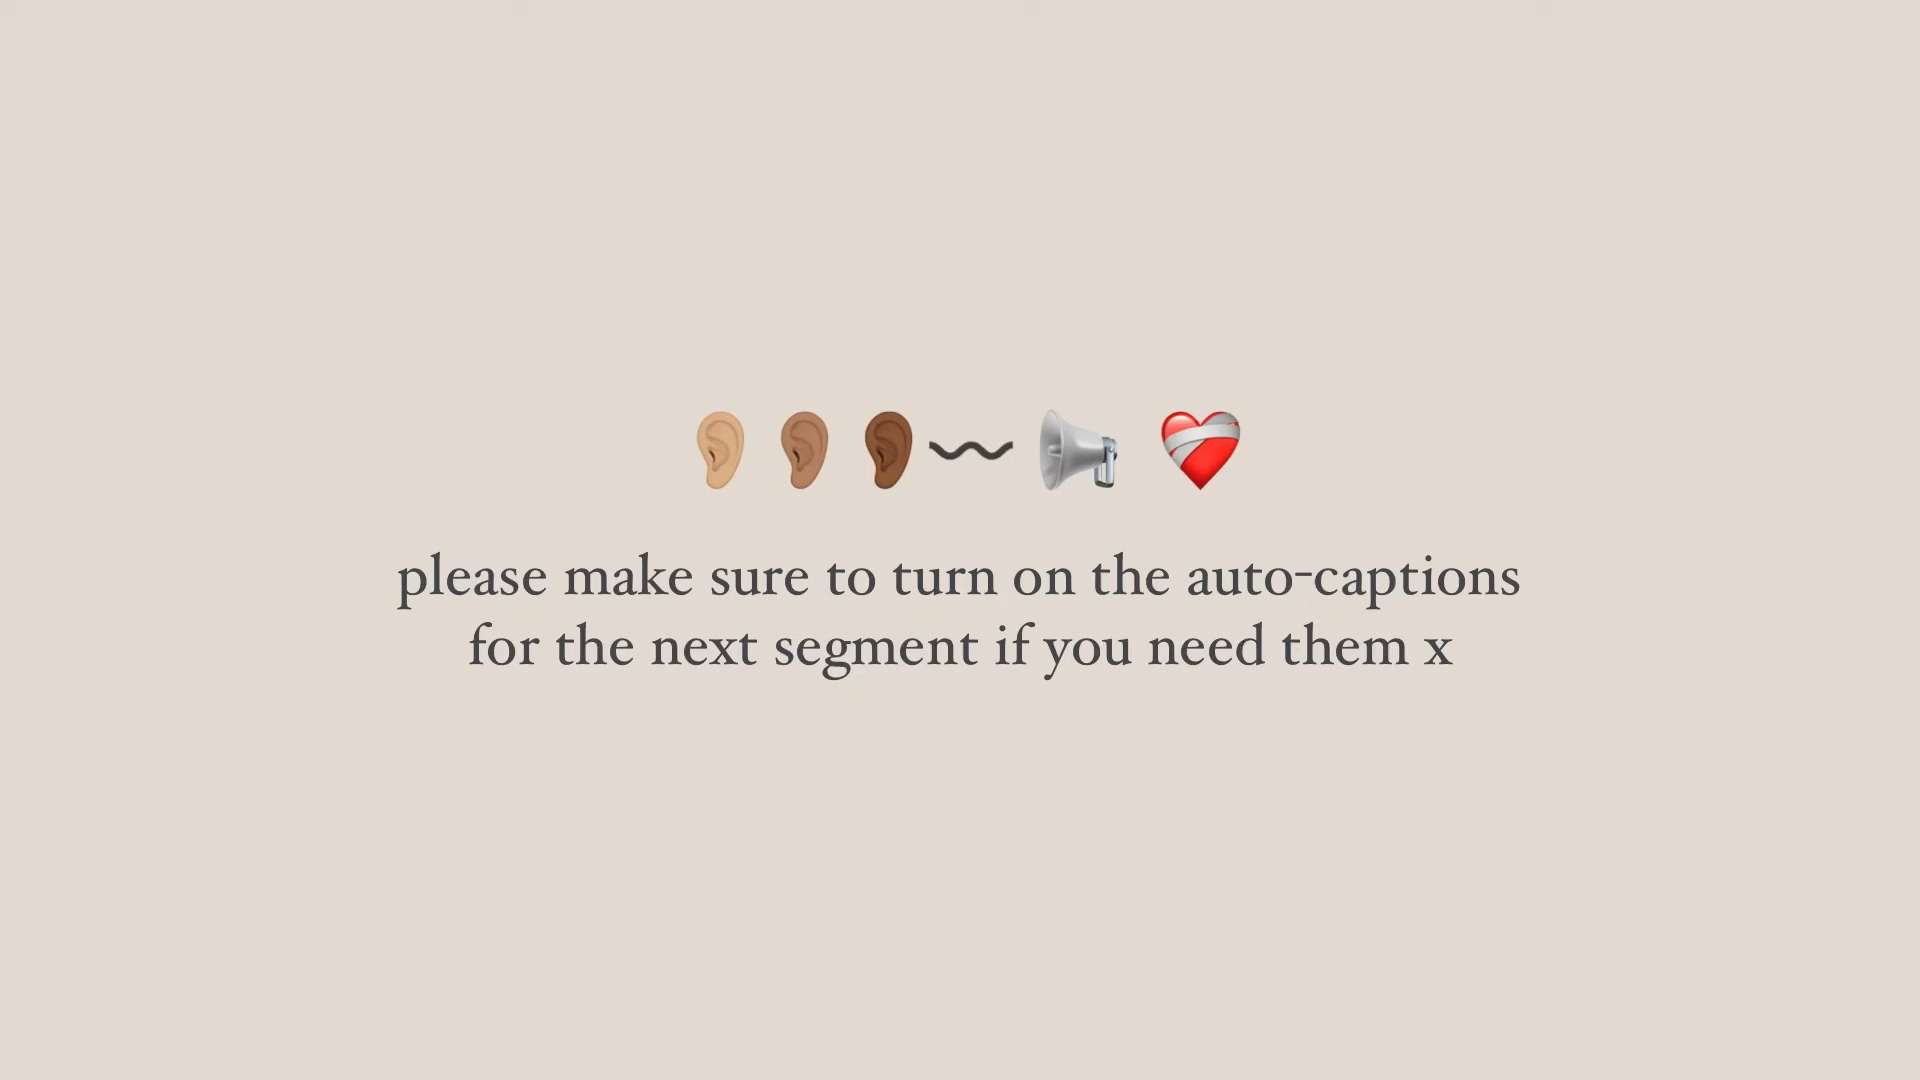 please make sure to turn on the auto-captions
for the next segment if you need them x